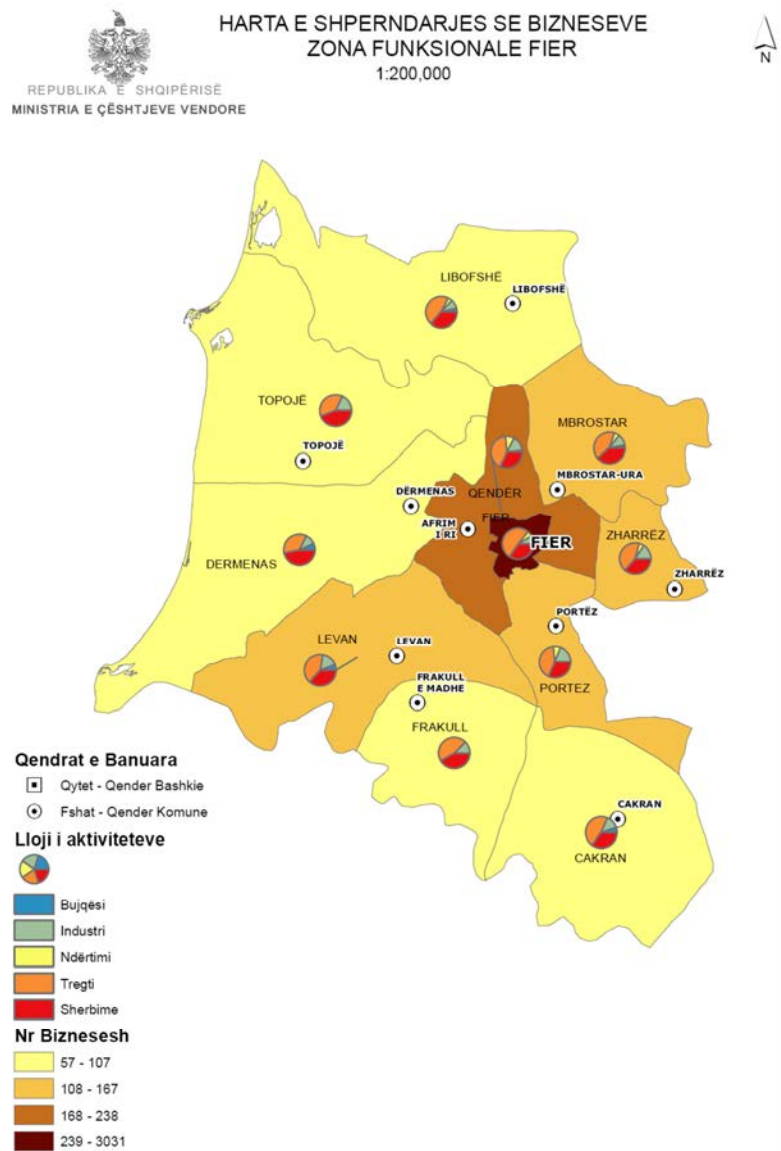 HARTA E SHPERNDARJES SE BIZNESEVE
ZONA FUNKSIONALE FIER
1:200,000
N
REPUBLIKA E SHQIPËRISË
MINISTRIA E ÇËSHTJEVE VENDORE
LIBOFSHË
LIBOFSHË
TOPOJË
TOPOJË
MBROSTAR
MBROSTAR-URA
DËRMENAS
QENDËR
FIER
AFRIM
I RI
FIER
ZHARRËZ
ZHARRËZ
DERMENAS
PORTËZ
PORTEZ
LEVAN
LEVAN
FRAKULL
E MADHE
FRAKULL
CAKRAN
CAKRAN
Qendrat e Banuara
Qytet - Qender Bashkie
Fshat - Qender Komune
Lloji i aktiviteteve
Bujqësi
Industri
Ndërtimi
Tregti
Sherbime
Nr Biznesesh
57 - 107
108 - 167
168 - 238
239 - 3031